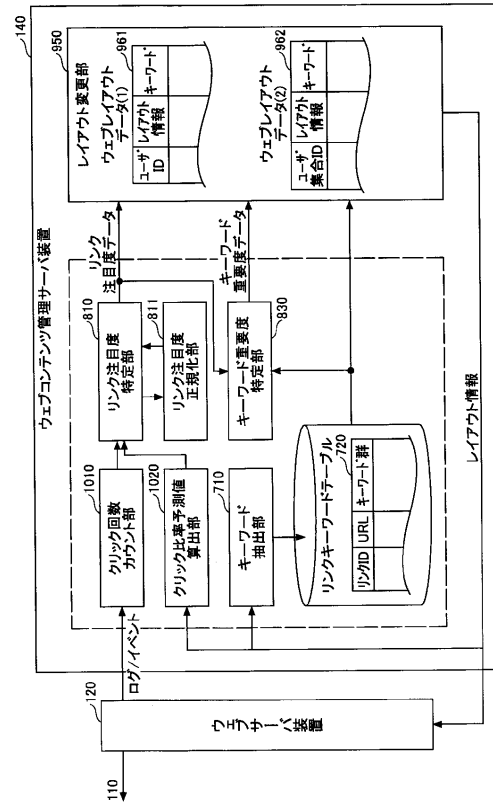 140
ウェブコンテンツ管理サーバ装置
950
レイアウト変更部
ウェブレイアウト
データ(1)
961
ユーザ
ID
レイアウト
情報
キーワード
ウェブレイアウト
データ(2)
962
ユーザ
集合ID
レイアウト
情報
キーワード
リンク
注目度データ
キーワード
重要度データ
810
リンク注目度
特定部
811
リンク注目度
正規化部
キーワード重要度
特定部
830
1010
クリック回数
カウント部
1020
クリック比率予測値
算出部
710
キーワード
抽出部
リンクキーワードテーブル
720
リンクID
URL
キーワード群
ログ/イベント
レイアウト情報
120
ウェブサーバ装置
110